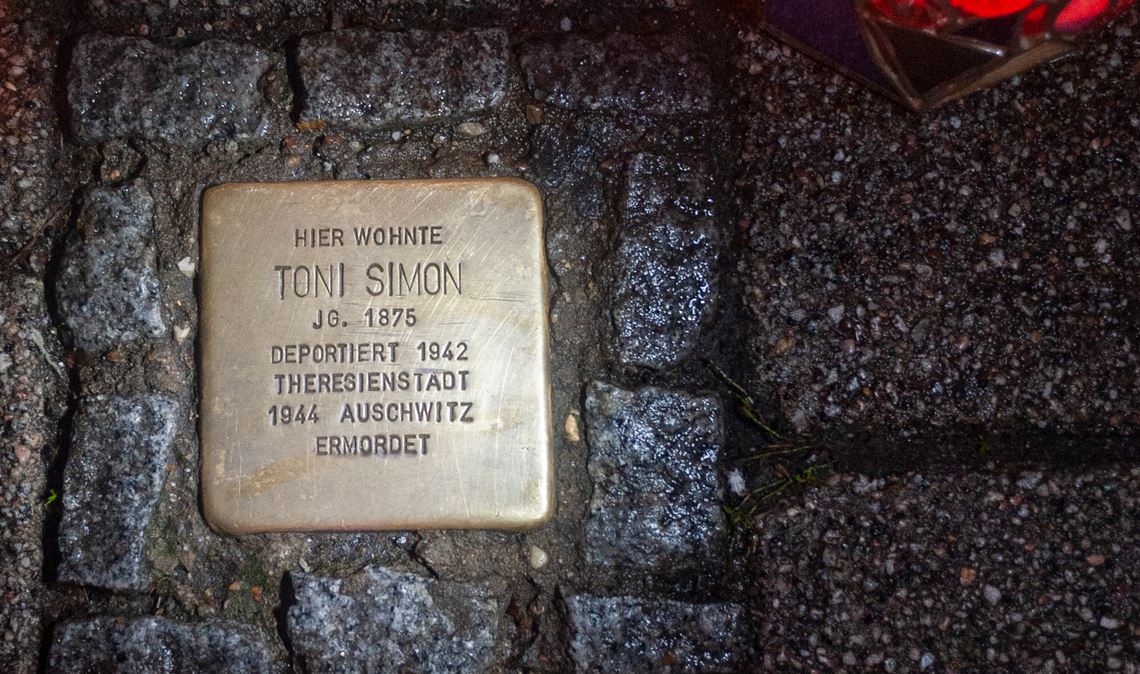 HIER WOHNTE
TONI SIMON
JG. 1875
DEPORTIERT 1942
THERESIENSTADT
1944 AUSCHWITZ
ERMORDET